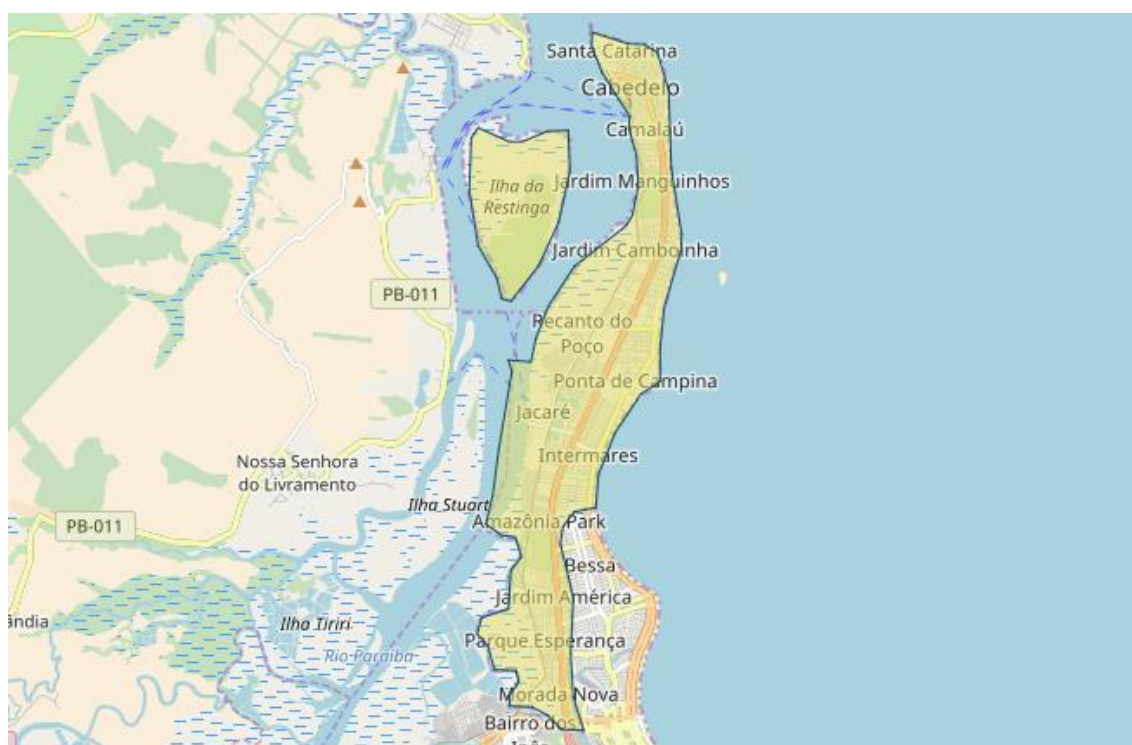 Santa Catarina
Cabedelo
Camalaú
Ilha da
Restinga
Jardim Manguinhos
Jardim Camboinha
PB-011
Recanto do
Poço
Ponta de Campina
Jacaré
Intermares
Nossa Senhora
do Livramento
Ilha Stuart
PB-011
Amazônia Park
Bessa
Jardim América
Ilha Tiriri
ândia
Parque Esperança
Rio Paraíba
Morada Nova
Bairro dos